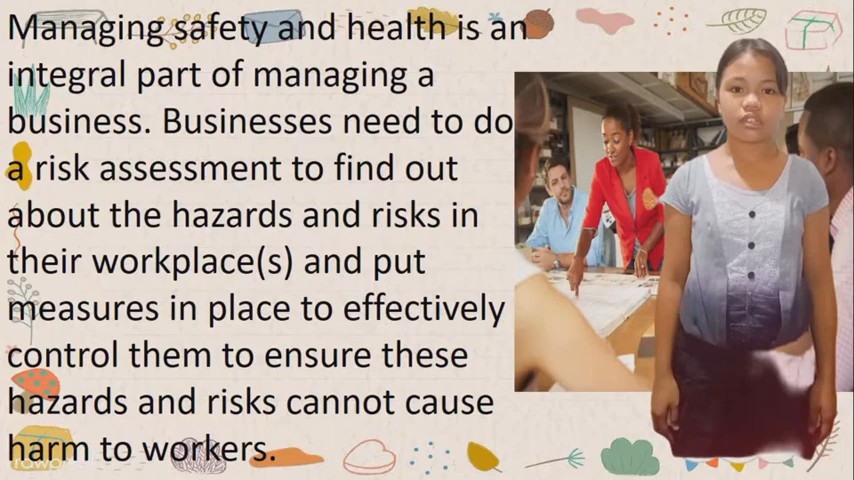 Managing safety and health is an
integral part of managing a
business. Businesses need to do
a risk assessment to find out
about the hazards and risks in
their workplace(s) and put
measures in place to effectively
control them to ensure these
hazards and risks cannot cause
harm to workers.